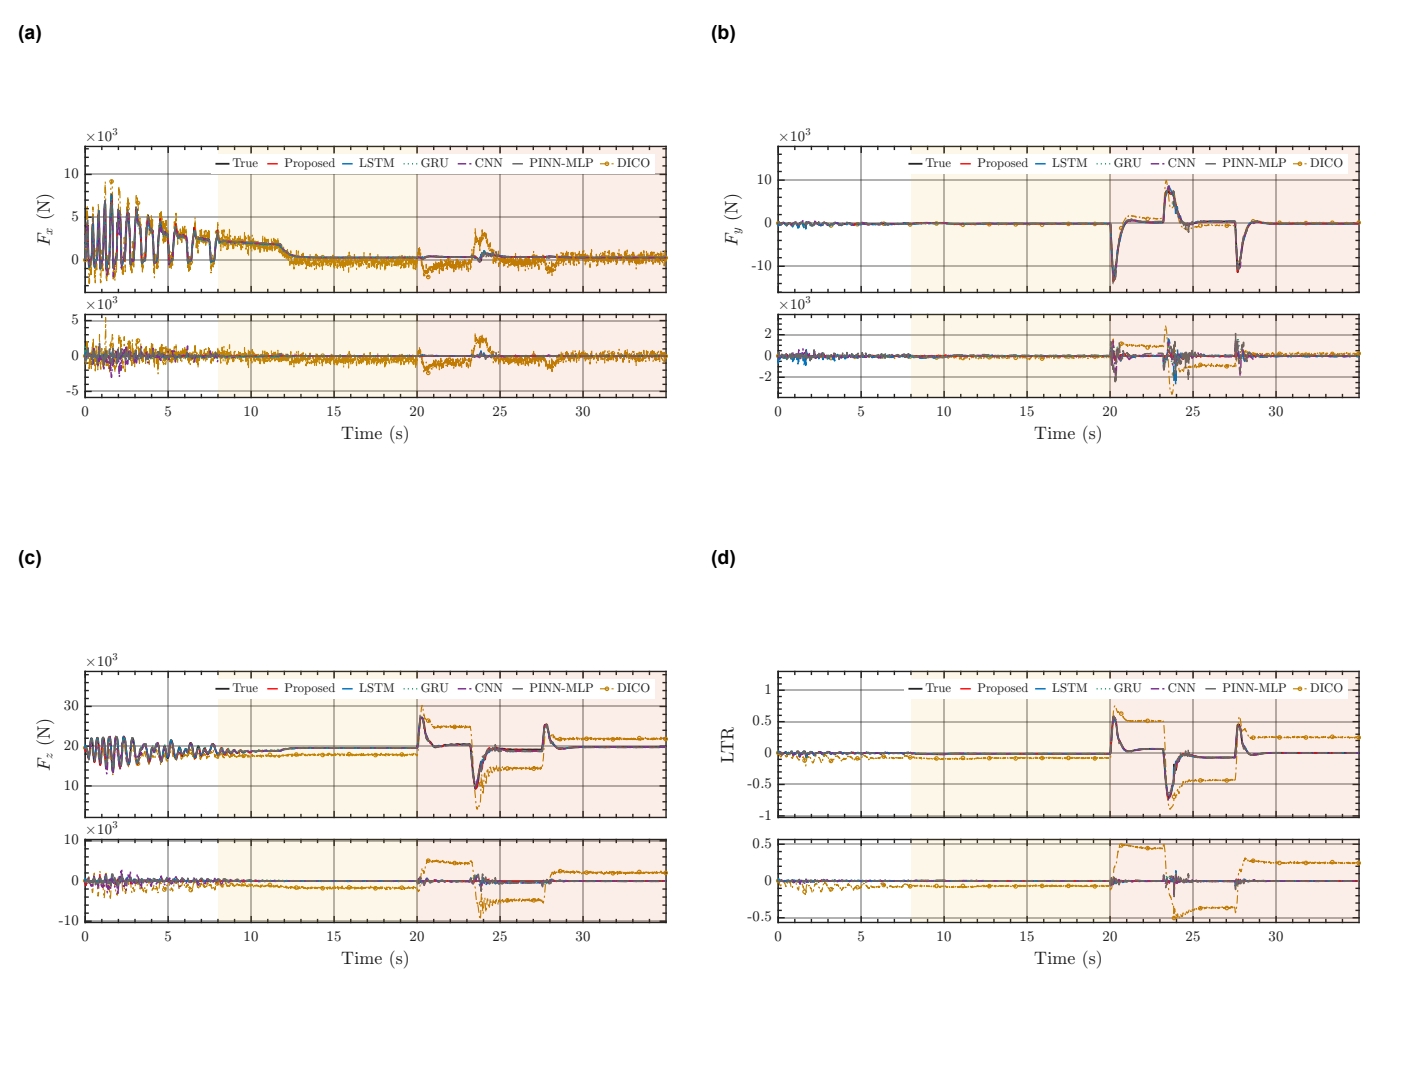 (a)
×10³
True Proposed LSTM GRU CNN PINN-MLP DICO
10
5
0
Fₓ (N)
×10³
5
0
-5
0 5 10 15 20 25 30
Time (s)
(b)
×10³
True Proposed LSTM GRU CNN PINN-MLP DICO
10
0
-10
F_y (N)
×10³
2
0
-2
0 5 10 15 20 25 30
Time (s)
(c)
×10³
True Proposed LSTM GRU CNN PINN-MLP DICO
30
20
10
F_z (N)
×10³
10
0
-10
0 5 10 15 20 25 30
Time (s)
(d)
True Proposed LSTM GRU CNN PINN-MLP DICO
1
0.5
0
-0.5
-1
LTR
0.5
0
-0.5
0 5 10 15 20 25 30
Time (s)